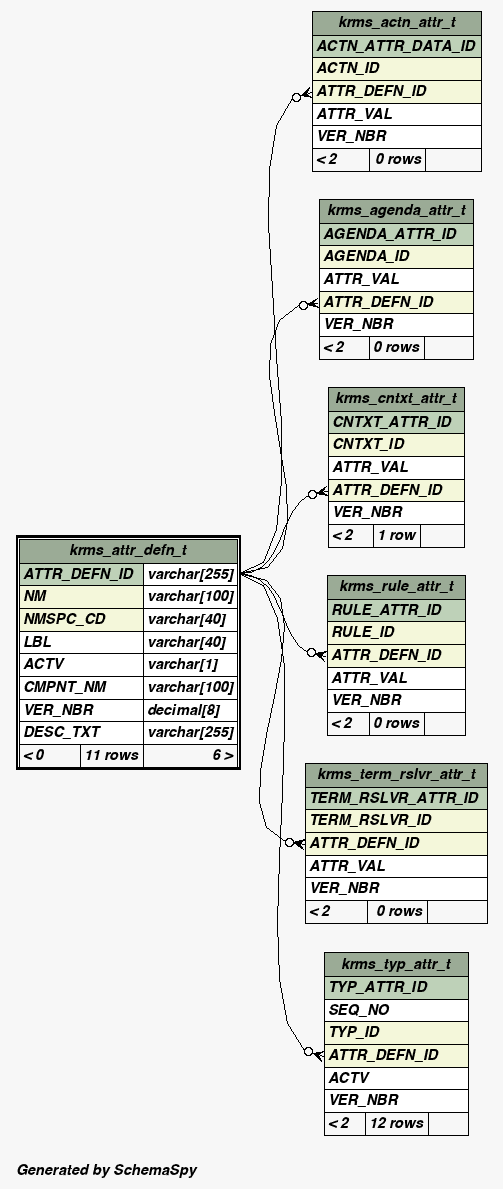 krms_actn_attr_t
ACTN_ATTR_DATA_ID
ACTN_ID
ATTR_DEFN_ID
ATTR_VAL
VER_NBR
< 2 0 rows
krms_agenda_attr_t
AGENDA_ATTR_ID
AGENDA_ID
ATTR_VAL
ATTR_DEFN_ID
VER_NBR
< 2 0 rows
krms_cntxt_attr_t
CNTXT_ATTR_ID
CNTXT_ID
ATTR_VAL
ATTR_DEFN_ID
VER_NBR
< 2 1 row
krms_attr_defn_t
ATTR_DEFN_ID varchar[255]
NM varchar[100]
NMSPC_CD varchar[40]
LBL varchar[40]
ACTV varchar[1]
CMPNT_NM varchar[100]
VER_NBR decimal[8]
DESC_TXT varchar[255]
< 0 11 rows 6 >
krms_rule_attr_t
RULE_ATTR_ID
RULE_ID
ATTR_DEFN_ID
ATTR_VAL
VER_NBR
< 2 0 rows
krms_term_rslvr_attr_t
TERM_RSLVR_ATTR_ID
TERM_RSLVR_ID
ATTR_DEFN_ID
ATTR_VAL
VER_NBR
< 2 0 rows
krms_typ_attr_t
TYP_ATTR_ID
SEQ_NO
TYP_ID
ATTR_DEFN_ID
ACTV
VER_NBR
< 2 12 rows
Generated by SchemaSpy